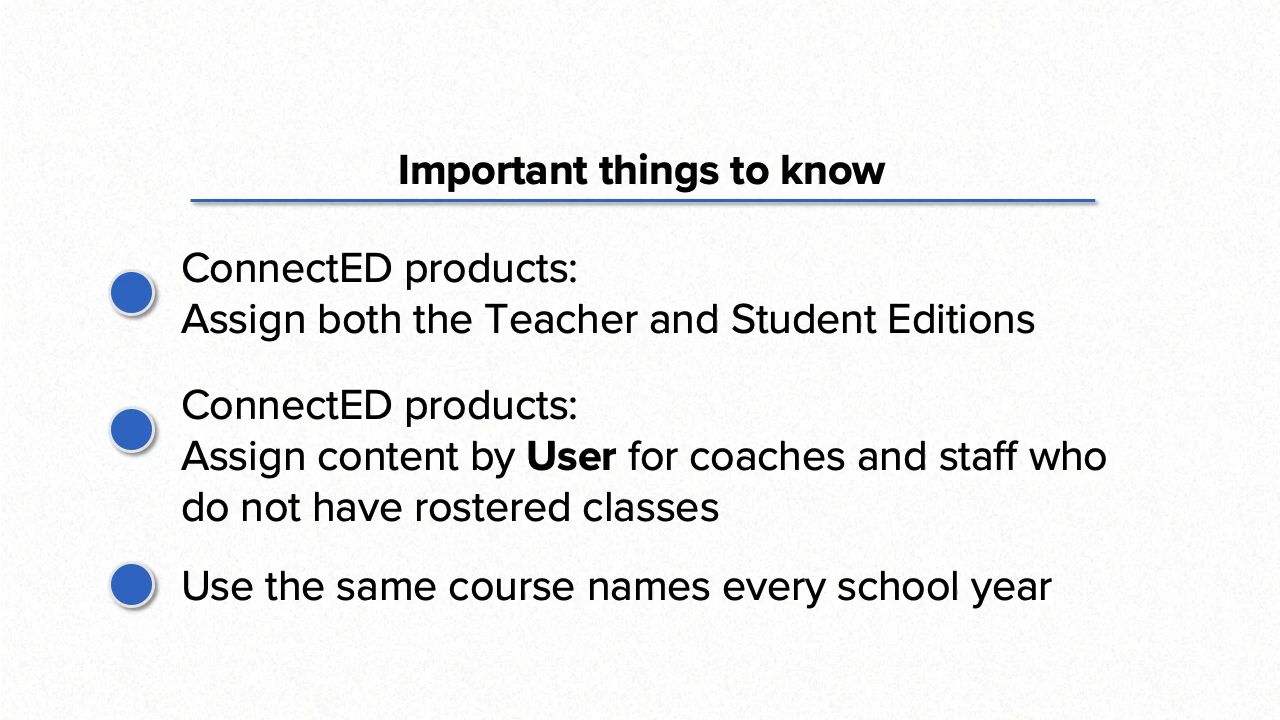 Important things to know
ConnectED products:
Assign both the Teacher and Student Editions
ConnectED products:
Assign content by User for coaches and staff who
do not have rostered classes
Use the same course names every school year